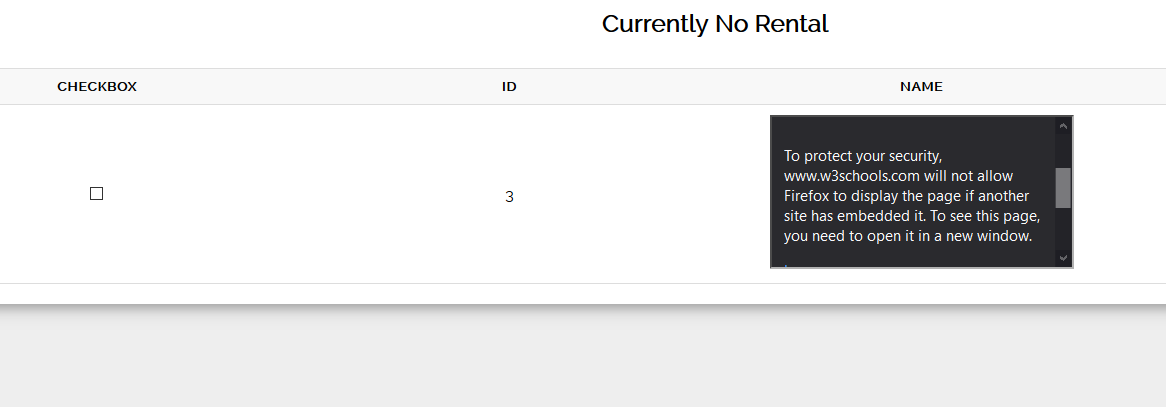 Currently No Rental
CHECKBOX ID NAME
3
To protect your security,
www.w3schools.com will not allow
Firefox to display the page if another
site has embedded it. To see this page,
you need to open it in a new window.